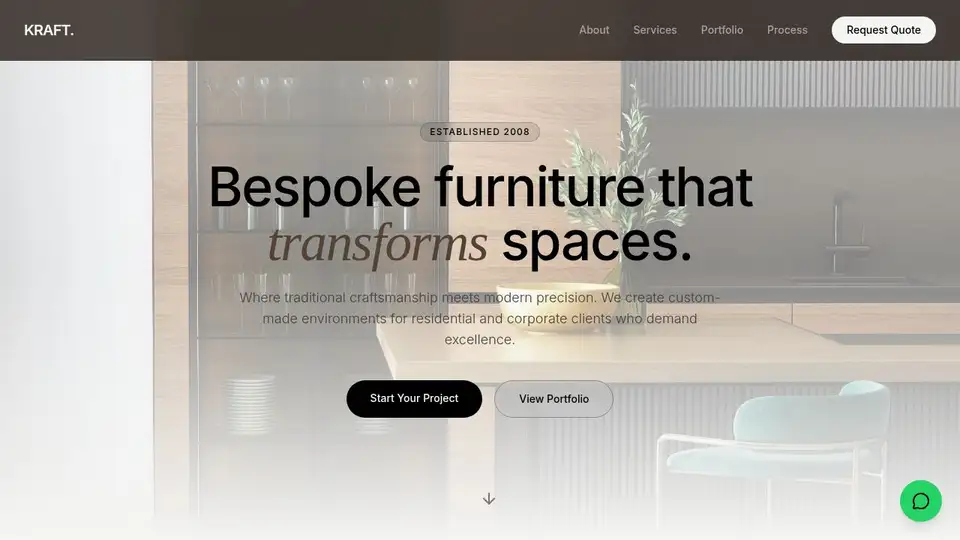 KRAFT.
About
Services
Portfolio
Process
Request Quote
ESTABLISHED 2008
Bespoke furniture that
transforms spaces.
Where traditional craftsmanship meets modern precision. We create custom-
made environments for residential and corporate clients who demand
excellence.
Start Your Project
View Portfolio